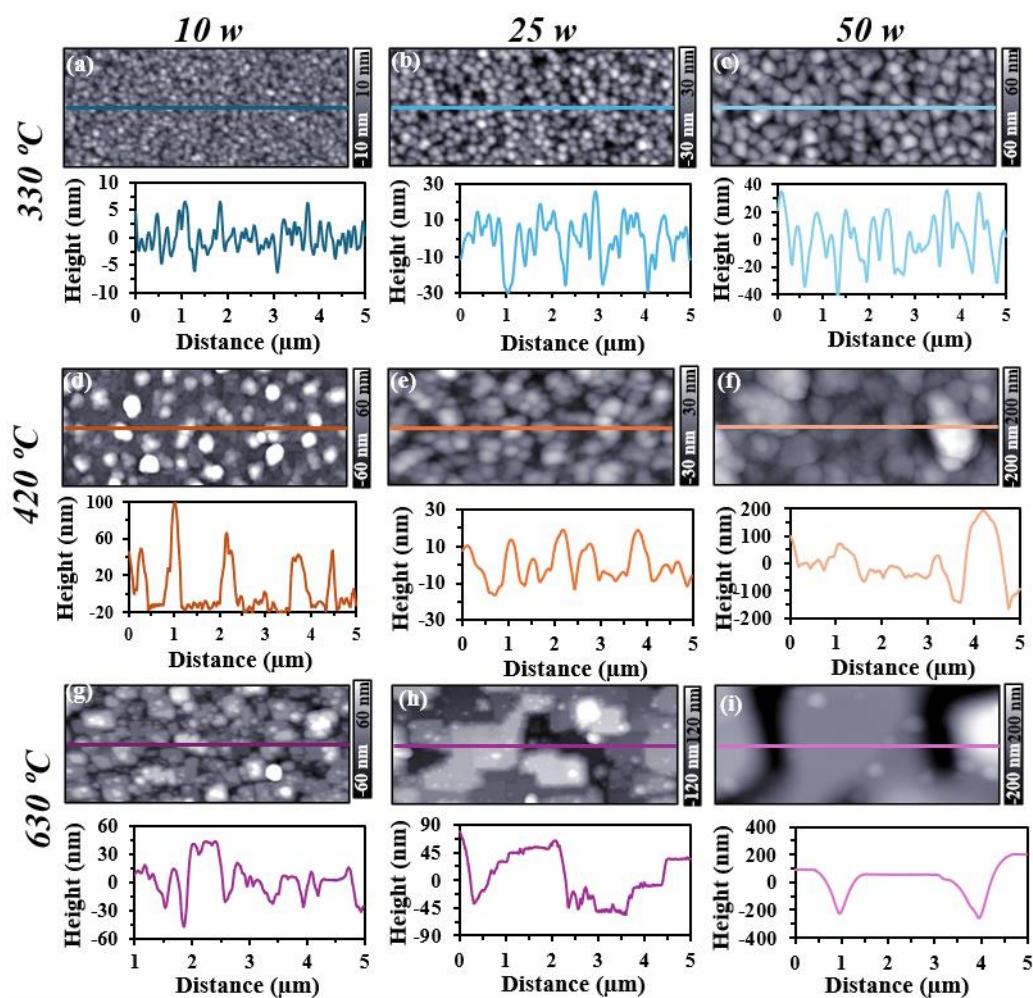 10 w 25 w 50 w
330 ºC
(a) 10 nm -10 nm
(b) 30 nm -30 nm
(c) 60 nm -60 nm
Height (nm) 10 5 0 -5 -10
0 1 2 3 4 5
Distance (µm)
Height (nm) 30 10 -10 -30
0 1 2 3 4 5
Distance (µm)
Height (nm) 40 20 0 -20 -40
0 1 2 3 4 5
Distance (µm)
420 ºC
(d) 60 nm -60 nm
(e) 30 nm -30 nm
(f) 200 -200 nm
Height (nm) 100 60 20 -20
0 1 2 3 4 5
Distance (µm)
Height (nm) 30 10 -10 -30
0 1 2 3 4 5
Distance (µm)
Height (nm) 200 100 0 -100 -200
0 1 2 3 4 5
Distance (µm)
630 ºC
(g) 60 nm -60 nm
(h) 120 -120 nm
(i) 200 -200 nm
Height (nm) 60 30 0 -30 -60
1 2 3 4 5
Distance (µm)
Height (nm) 90 45 0 -45 -90
0 1 2 3 4 5
Distance (µm)
Height (nm) 400 200 0 -200 -400
0 1 2 3 4 5
Distance (µm)